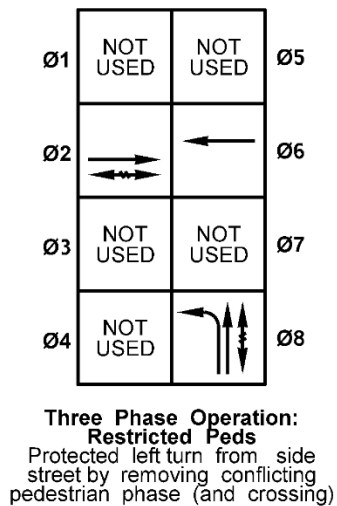 Ø1 NOT USED NOT USED Ø5
Ø2 Ø6
Ø3 NOT USED NOT USED Ø7
Ø4 NOT USED Ø8
Three Phase Operation:
Restricted Peds
Protected left turn from side
street by removing conflicting
pedestrian phase (and crossing)